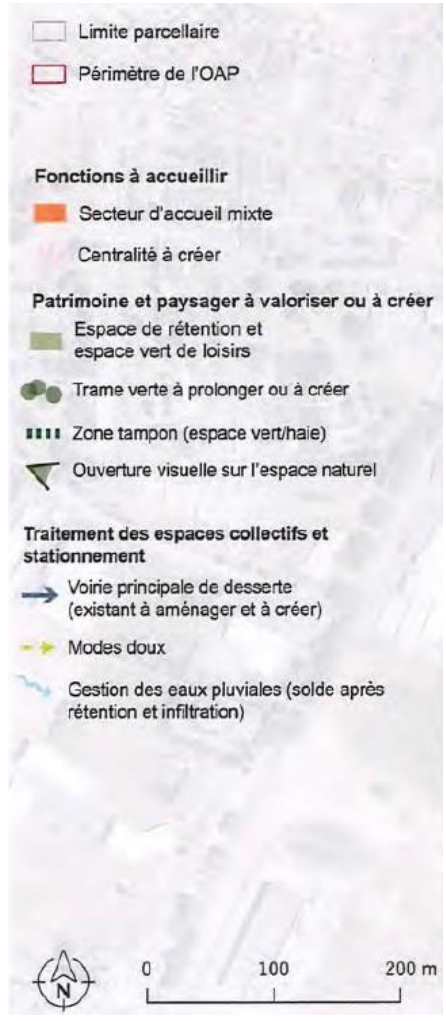 Limite parcellaire
Périmètre de l'OAP
Fonctions à accueillir
Secteur d'accueil mixte
Centralité à créer
Patrimoine et paysager à valoriser ou à créer
Espace de rétention et
espace vert de loisirs
Trame verte à prolonger ou à créer
Zone tampon (espace vert/haie)
Ouverture visuelle sur l'espace naturel
Traitement des espaces collectifs et
stationnement
Voirie principale de desserte
(existant à aménager et à créer)
Modes doux
Gestion des eaux pluviales (solde après
rétention et infiltration)
N
0 100 200 m